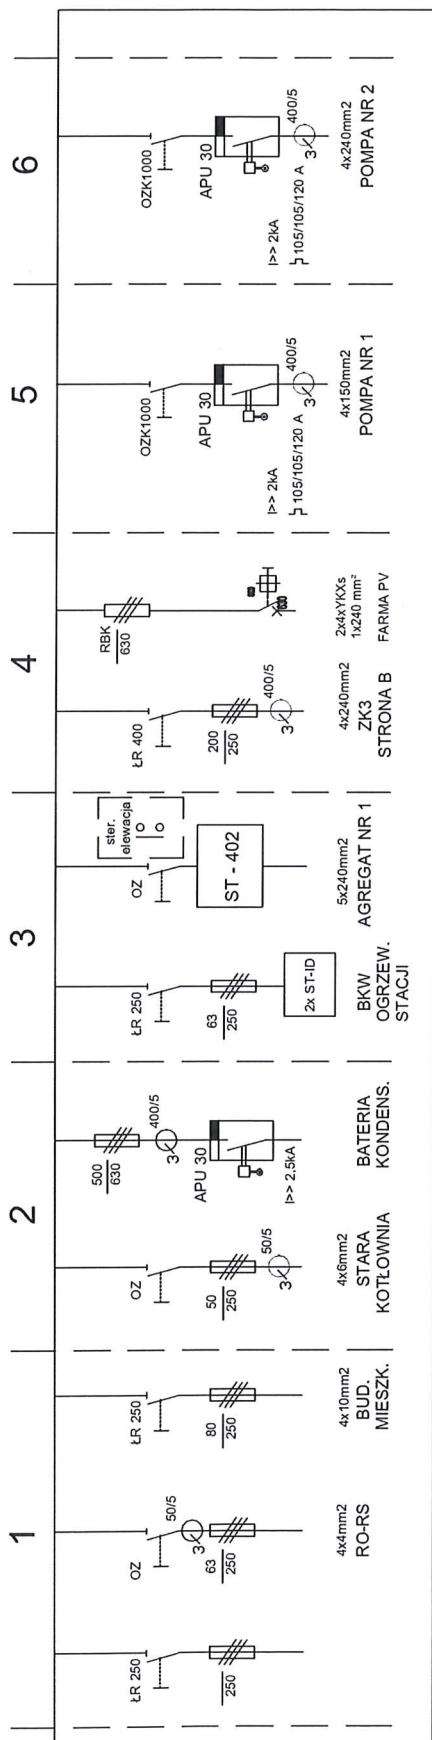 1
ŁR 250
250
OZ
50/5
3
63
250
4x4mm2
RO-RS
ŁR 250
80
250
4x10mm2
BUD.
MIESZK.
2
OZ
50
250
50/5
3
4x6mm2
STARA
KOTŁOWNIA
500
630
400/5
3
APU 30
I>> 2.5kA
BATERIA
KONDENS.
3
ŁR 250
63
250
2x ST-ID
BKW
OGRZEW.
STACJI
ster.
elewacja
OZ
ST - 402
5x240mm2
AGREGAT NR 1
4
ŁR 400
200
250
400/5
3
4x240mm2
ZK3
STRONA B
RBK
630
630
2x4xYKXs
1x240 mm²
FARMA PV
5
OZK1000
APU 30
400/5
3
I>> 2kA
105/105/120 A
4x150mm2
POMPA NR 1
6
OZK1000
APU 30
400/5
3
I>> 2kA
105/105/120 A
4x240mm2
POMPA NR 2